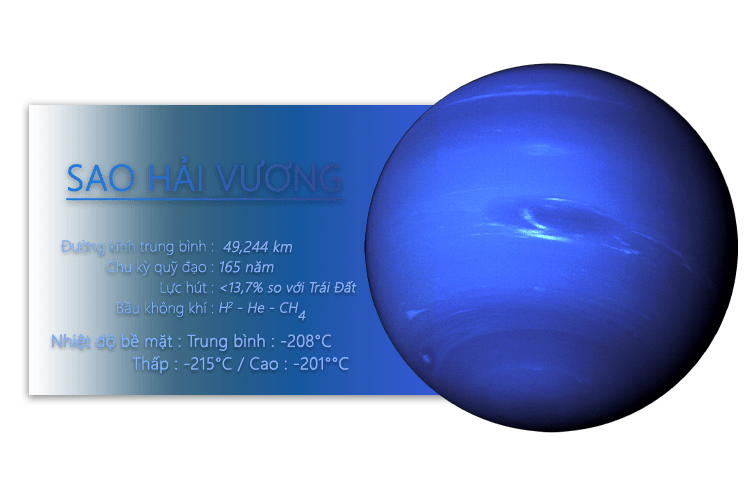 SAO HẢI VƯƠNG
Đường kính trung bình : 49,244 km
Chu kỳ quỹ đạo : 165 năm
Lực hút : <13,7% so với Trái Đất
Bầu không khí : H² - He - CH₄
Nhiệt độ bề mặt : Trung bình : -208°C
Thấp : -215°C / Cao : -201°°C